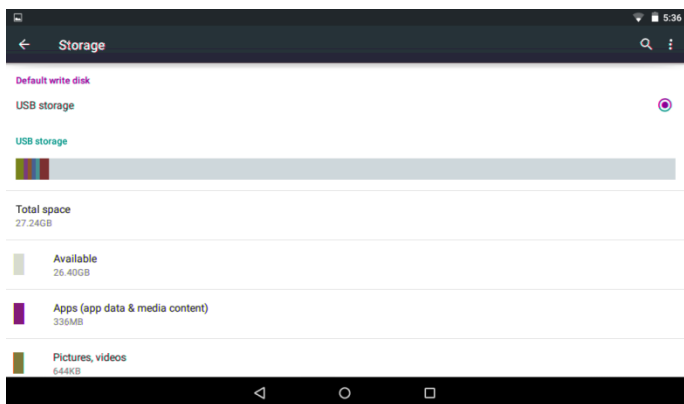 5:36
Storage
Default write disk
USB storage
USB storage
Total space
27.24GB
Available
26.40GB
Apps (app data & media content)
336MB
Pictures, videos
644KB